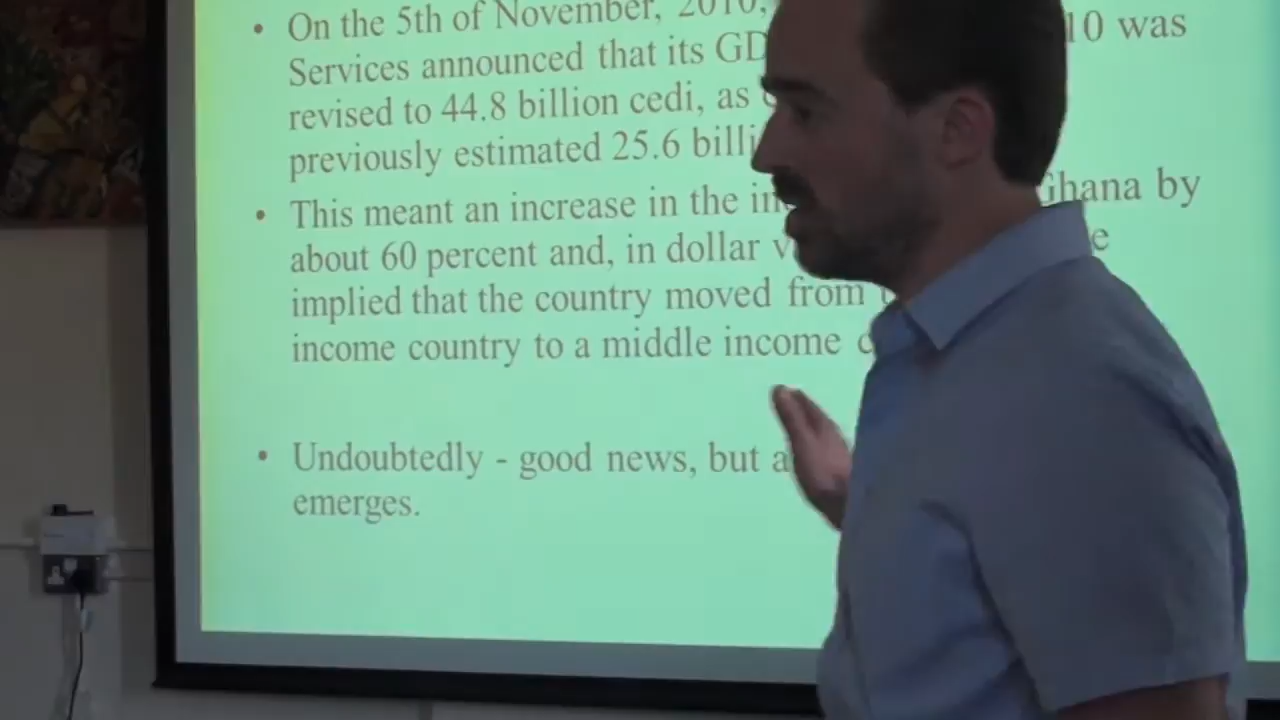 • On the 5th of November, 2010, 10 was
Services announced that its GD
revised to 44.8 billion cedi, as
previously estimated 25.6 billi
• This meant an increase in the in Ghana by
about 60 percent and, in dollar v e
implied that the country moved from
income country to a middle income c
• Undoubtedly - good news, but a
emerges.